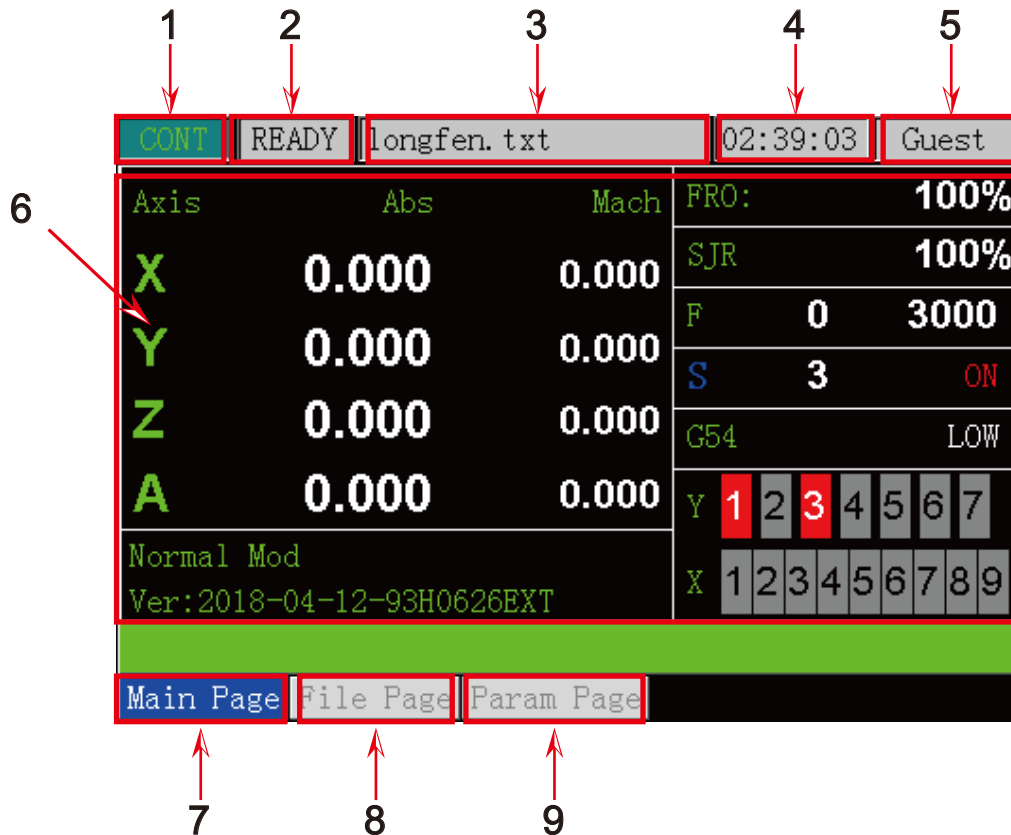 1 2 3 4 5
CONT READY longfen.txt 02:39:03 Guest
6
Axis Abs Mach
X 0.000 0.000
Y 0.000 0.000
Z 0.000 0.000
A 0.000 0.000
Normal Mod
Ver:2018-04-12-93H0626EXT
FRO: 100%
SJR 100%
F 0 3000
S 3 ON
G54 LOW
Y 1 2 3 4 5 6 7
X 1 2 3 4 5 6 7 8 9
Main Page File Page Param Page
7 8 9